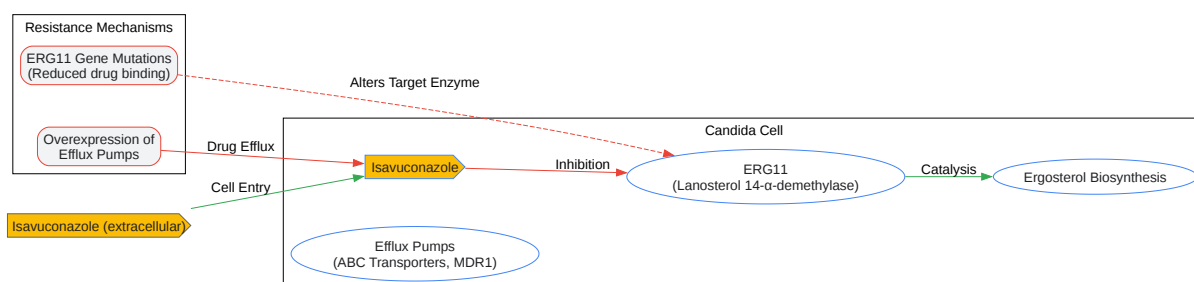 Resistance Mechanisms
ERG11 Gene Mutations
(Reduced drug binding)
Alters Target Enzyme
Overexpression of
Efflux Pumps
Drug Efflux
Candida Cell
Isavuconazole
Inhibition
ERG11
(Lanosterol 14-α-demethylase)
Catalysis
Ergosterol Biosynthesis
Cell Entry
Isavuconazole (extracellular)
Efflux Pumps
(ABC Transporters, MDR1)